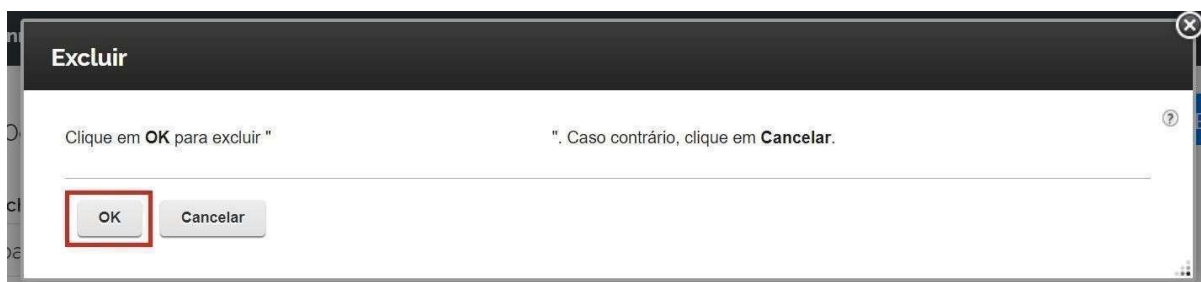 Excluir
Clique em OK para excluir " ". Caso contrário, clique em Cancelar.
OK Cancelar